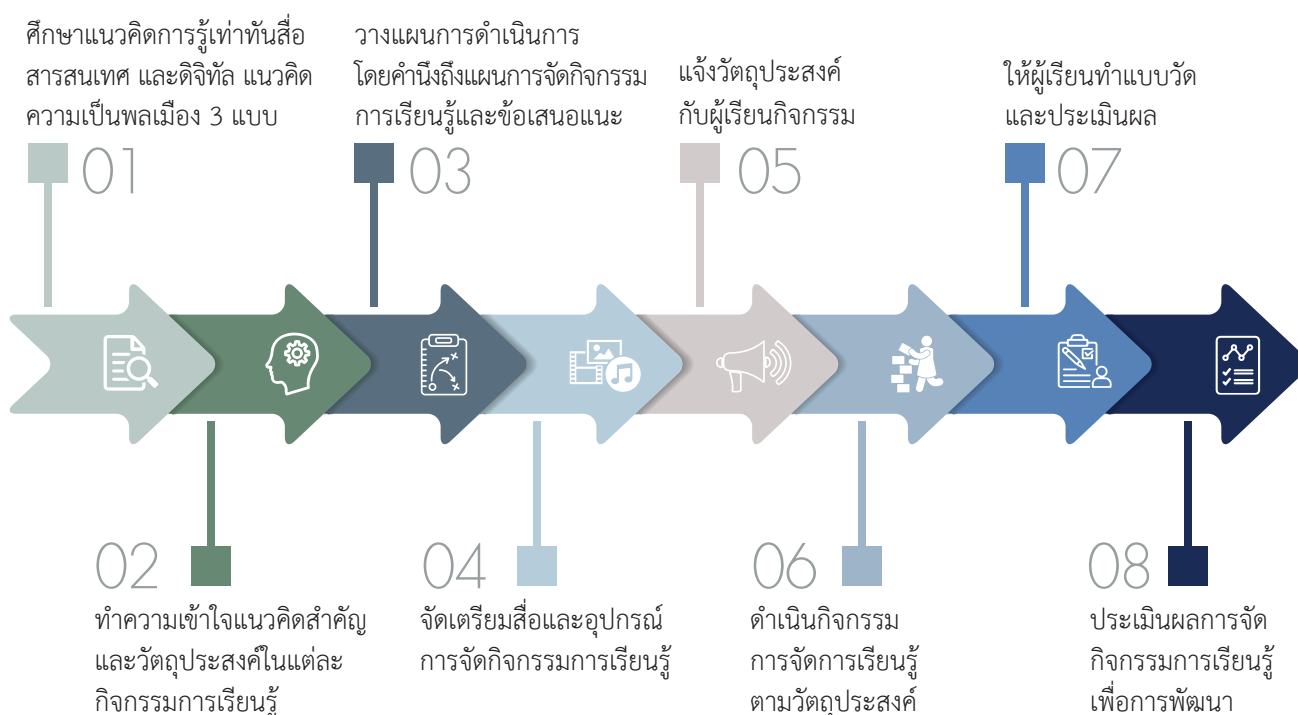 ศึกษาแนวคิดการรู้เท่าทันสื่อ
สารสนเทศ และดิจิทัล แนวคิด
ความเป็นพลเมือง 3 แบบ
01
02
ทำความเข้าใจแนวคิดสำคัญ
และวัตถุประสงค์ในแต่ละ
กิจกรรมการเรียนรู้
วางแผนการดำเนินการ
โดยคำนึงถึงแผนการจัดกิจกรรม
การเรียนรู้และข้อเสนอแนะ
03
04
จัดเตรียมสื่อและอุปกรณ์
การจัดกิจกรรมการเรียนรู้
แจ้งวัตถุประสงค์
กับผู้เรียนกิจกรรม
05
06
ดำเนินกิจกรรม
การจัดการเรียนรู้
ตามวัตถุประสงค์
ให้ผู้เรียนทำแบบวัด
และประเมินผล
07
08
ประเมินผลการจัด
กิจกรรมการเรียนรู้
เพื่อการพัฒนา